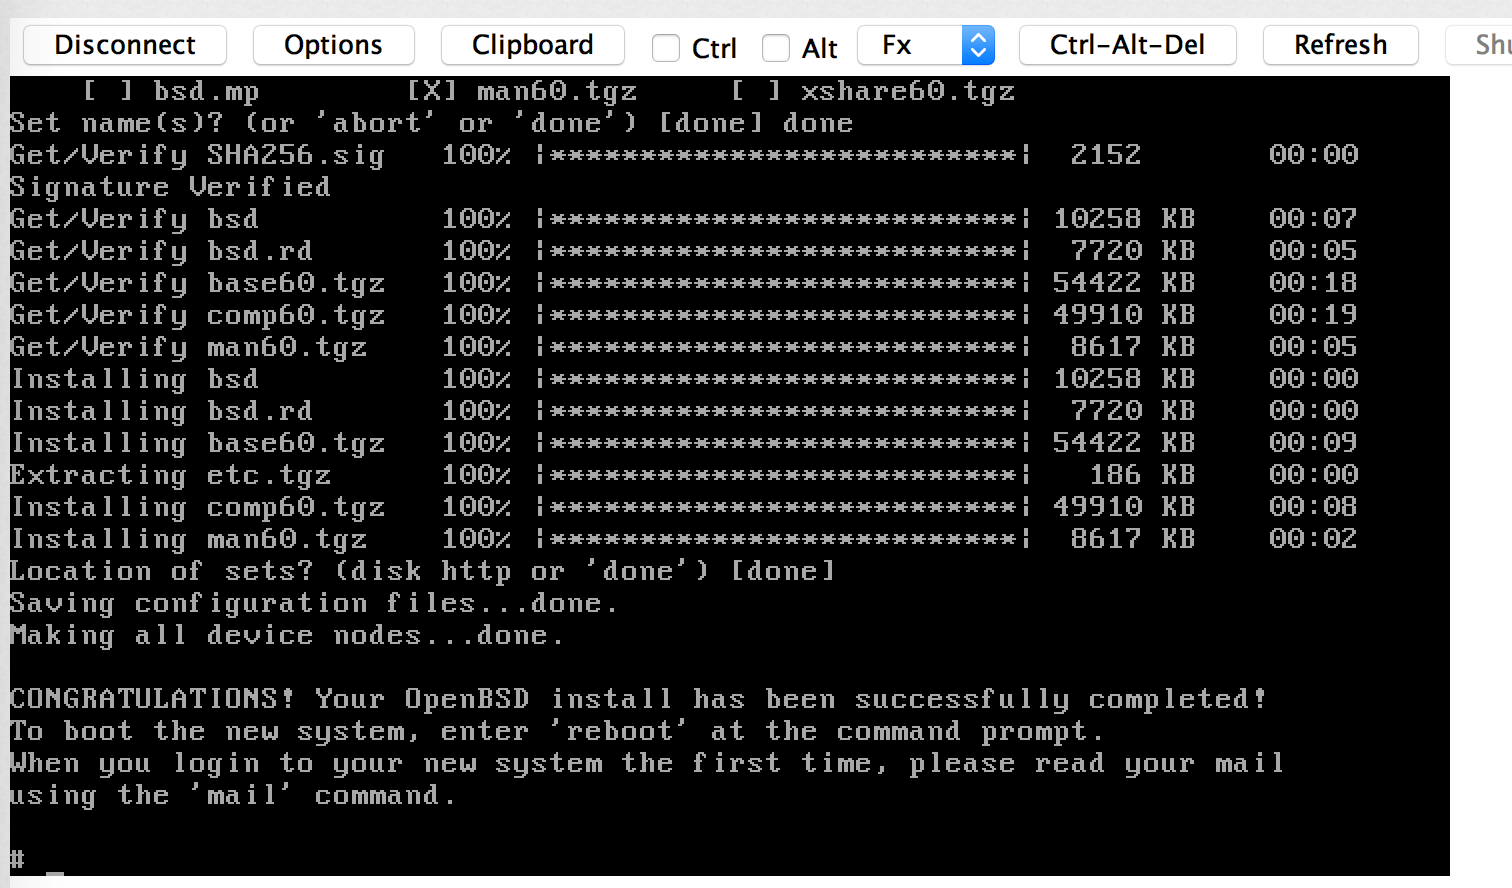 Disconnect Options Clipboard Ctrl Alt Fx Ctrl-Alt-Del Refresh
    [ ] bsd.mp        [X] man60.tgz     [ ] xshare60.tgz
Set name(s)? (or 'abort' or 'done') [done] done
Get/Verify SHA256.sig   100% |**************************|  2152       00:00
Signature Verified
Get/Verify bsd          100% |**************************| 10258 KB    00:07
Get/Verify bsd.rd       100% |**************************|  7720 KB    00:05
Get/Verify base60.tgz   100% |**************************| 54422 KB    00:18
Get/Verify comp60.tgz   100% |**************************| 49910 KB    00:19
Get/Verify man60.tgz    100% |**************************|  8617 KB    00:05
Installing bsd          100% |**************************| 10258 KB    00:00
Installing bsd.rd       100% |**************************|  7720 KB    00:00
Installing base60.tgz   100% |**************************| 54422 KB    00:09
Extracting etc.tgz      100% |**************************|   186 KB    00:00
Installing comp60.tgz   100% |**************************| 49910 KB    00:08
Installing man60.tgz    100% |**************************|  8617 KB    00:02
Location of sets? (disk http or 'done') [done]
Saving configuration files...done.
Making all device nodes...done.
CONGRATULATIONS! Your OpenBSD install has been successfully completed!
To boot the new system, enter 'reboot' at the command prompt.
When you login to your new system the first time, please read your mail
using the 'mail' command.
#